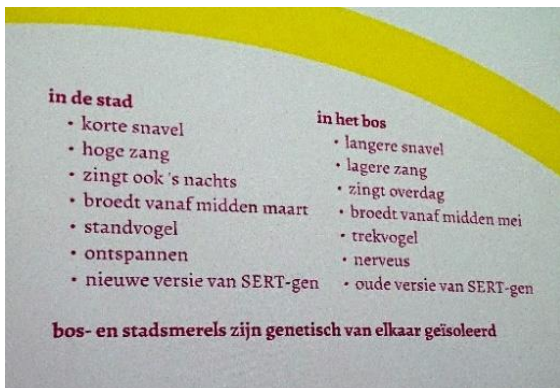 in de stad
• korte snavel
• hoge zang
• zingt ook 's nachts
• broedt vanaf midden maart
• standvogel
• ontspannen
• nieuwe versie van SERT-gen
in het bos
• langere snavel
• lagere zang
• zingt overdag
• broedt vanaf midden mei
• trekvogel
• nerveus
• oude versie van SERT-gen
bos- en stadsmerels zijn genetisch van elkaar geïsoleerd